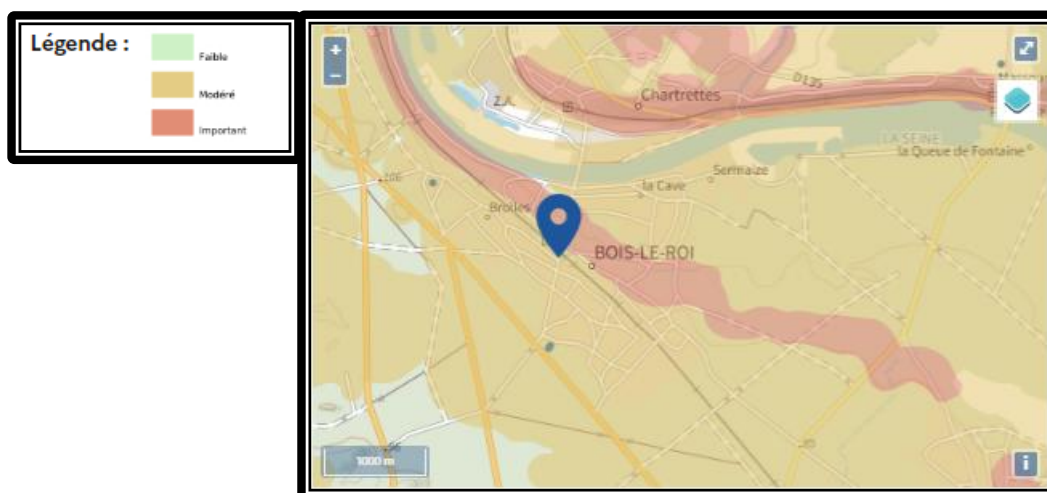 Légende :
Faible
Modéré
Important
+
−
D135
Chartrettes
Z.A.
LA SEINE
la Queue de Fontaine
Sermaize
la Cave
Brolles
BOIS-LE-ROI
1000 m
i